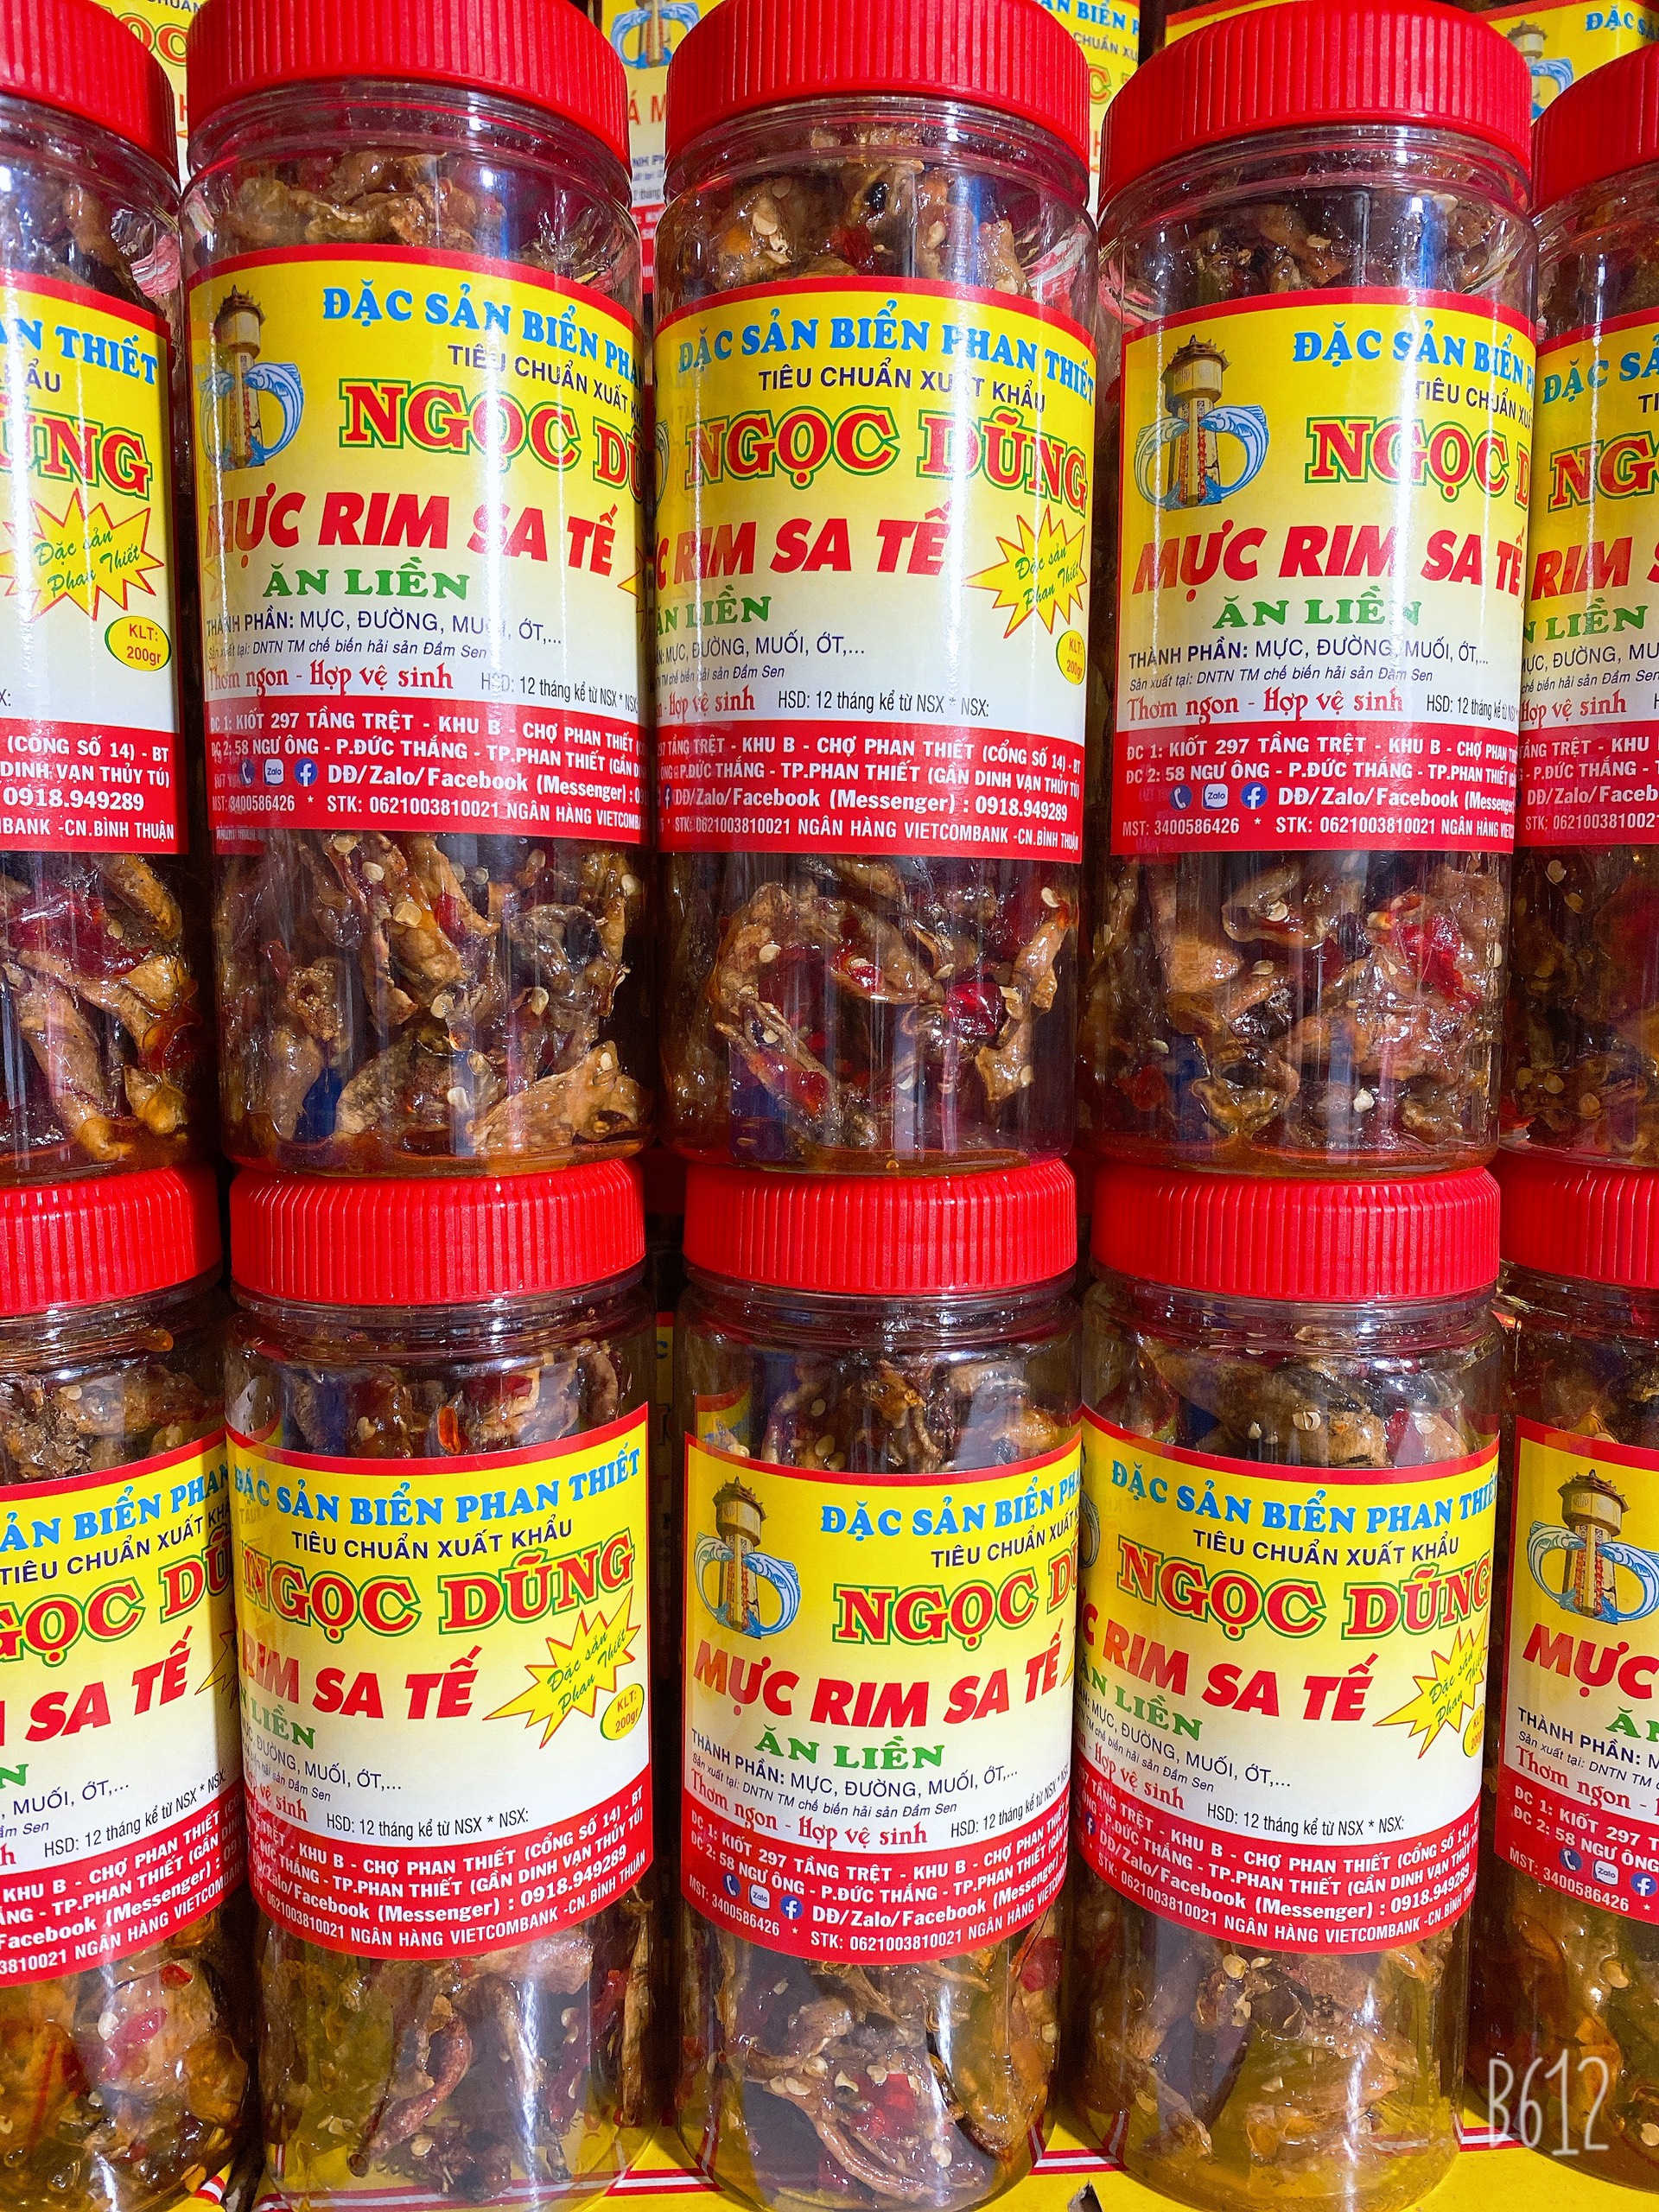 ĐẶC SẢN BIỂN PHAN THIẾT
TIÊU CHUẨN XUẤT KHẨU
NGỌC DŨNG
MỰC RIM SA TẾ
ĂN LIỀN
Đặc sản
Phan Thiết
KLT:
200gr
THÀNH PHẦN: MỰC, ĐƯỜNG, MUỐI, ỚT,...
Sản xuất tại: DNTN TM chế biến hải sản Đầm Sen
Thơm ngon - Hợp vệ sinh HSD: 12 tháng kể từ NSX * NSX:
ĐC 1: KIỐT 297 TẦNG TRỆT - KHU B - CHỢ PHAN THIẾT (CỔNG SỐ 14) - BT
ĐC 2: 58 NGƯ ÔNG - P.ĐỨC THẮNG - TP.PHAN THIẾT (GẦN DINH VẠN THỦY TÚ)
Zalo DĐ/Zalo/Facebook (Messenger) : 0918.949289
MST: 3400586426 * STK: 0621003810021 NGÂN HÀNG VIETCOMBANK -CN.BÌNH THUẬN
B612